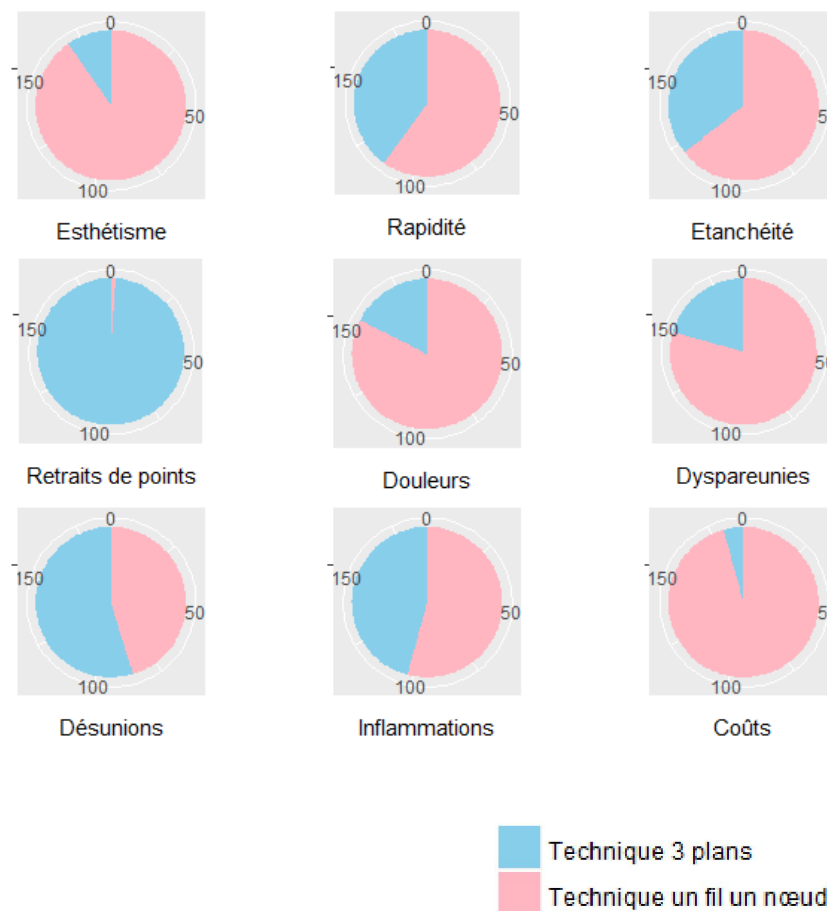 0 0 0
150 150 150
50 50
100 100 100
Esthétisme Rapidité Etanchéité
0 0 0
150 150 150
50 50
100 100 100
Retraits de points Douleurs Dyspareunies
0 0 0
150 150 150
50 50
100 100 100
Désunions Inflammations Coûts
Technique 3 plans
Technique un fil un nœud